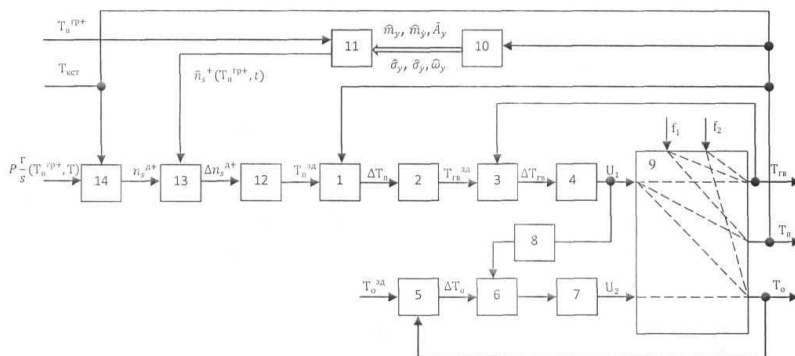 Tп гр+
m̂y, m̂ẏ, Ây
11
10
Tкст
σ̂y, σ̂ẏ, ω̂y
n̂s+(Tп гр+, t)
f1
f2
9
P г/s (Tп гр+, T)
14
ns д+
13
Δns д+
12
Tп зд
1
ΔTп
2
Tгв зд
3
ΔTгв
4
U1
Tгв
8
Tп
Tо зд
5
ΔTо
6
7
U2
Tо